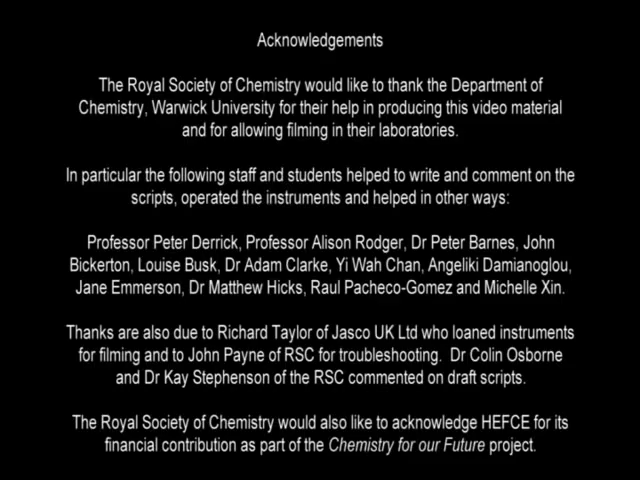 Acknowledgements
The Royal Society of Chemistry would like to thank the Department of
Chemistry, Warwick University for their help in producing this video material
and for allowing filming in their laboratories.
In particular the following staff and students helped to write and comment on the
scripts, operated the instruments and helped in other ways:
Professor Peter Derrick, Professor Alison Rodger, Dr Peter Barnes, John
Bickerton, Louise Busk, Dr Adam Clarke, Yi Wah Chan, Angeliki Damianoglou,
Jane Emmerson, Dr Matthew Hicks, Raul Pacheco-Gomez and Michelle Xin.
Thanks are also due to Richard Taylor of Jasco UK Ltd who loaned instruments
for filming and to John Payne of RSC for troubleshooting. Dr Colin Osborne
and Dr Kay Stephenson of the RSC commented on draft scripts.
The Royal Society of Chemistry would also like to acknowledge HEFCE for its
financial contribution as part of the Chemistry for our Future project.